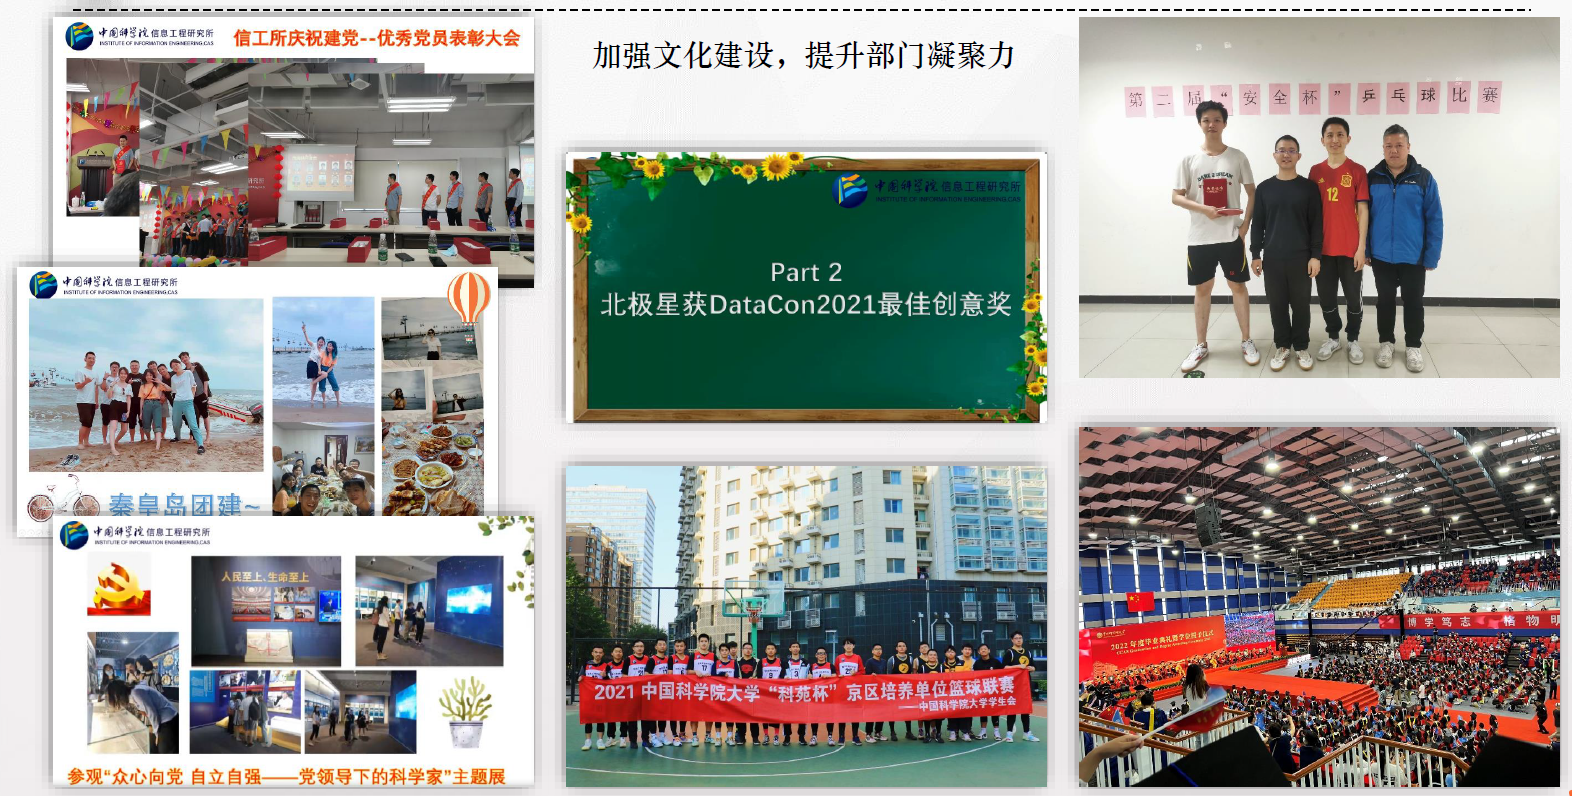 中国科学院信息工程研究所
INSTITUTE OF INFORMATION ENGINEERING,CAS
信工所庆祝建党--优秀党员表彰大会
中国科学院信息工程研究所
INSTITUTE OF INFORMATION ENGINEERING,CAS
秦皇岛团建~
中国科学院信息工程研究所
INSTITUTE OF INFORMATION ENGINEERING,CAS
人民至上、生命至上
参观“众心向党 自立自强——党领导下的科学家”主题展
加强文化建设，提升部门凝聚力
中国科学院信息工程研究所
INSTITUTE OF INFORMATION ENGINEERING,CAS
Part 2
北极星获DataCon2021最佳创意奖
2021 中国科学院大学“科苑杯”京区培养单位篮球联赛
——中国科学院大学学生会
第二届“安全杯”乒乓球比赛
12
2022 年度毕业典礼暨学位授予仪式
博学笃志 格物明